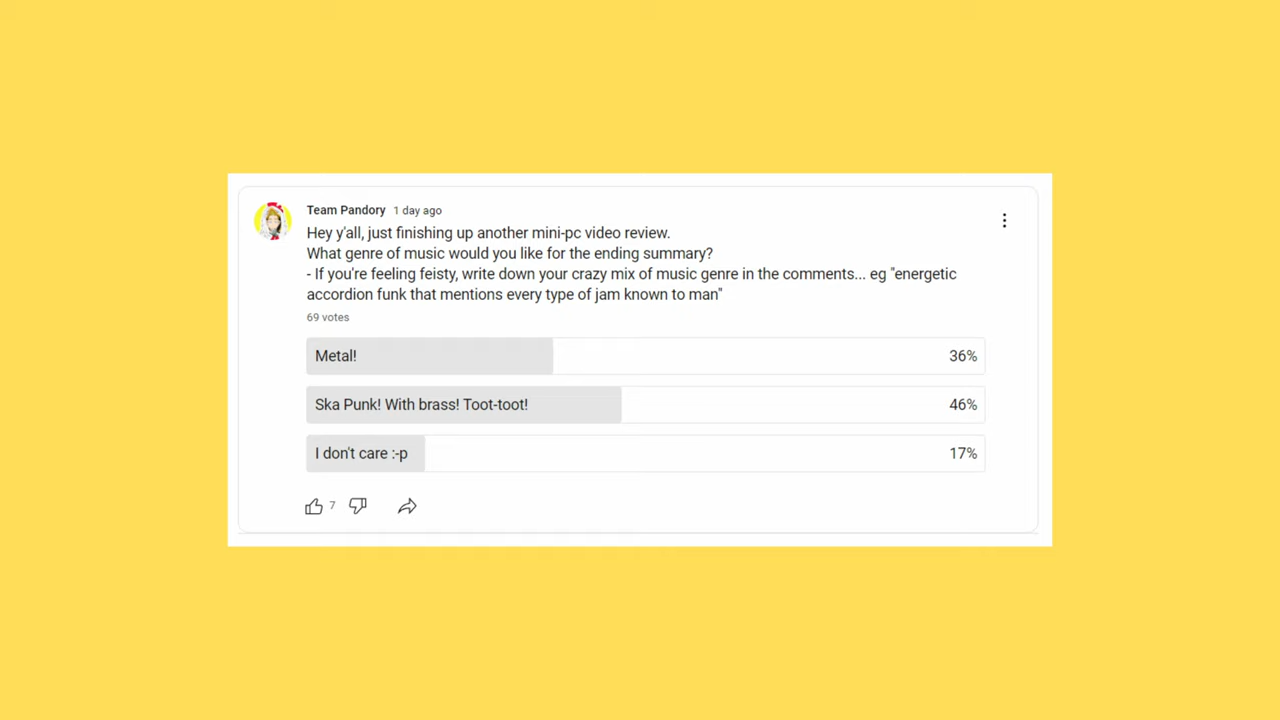 Team Pandory 1 day ago
Hey y'all, just finishing up another mini-pc video review.
What genre of music would you like for the ending summary?
- If you're feeling feisty, write down your crazy mix of music genre in the comments... eg "energetic
accordion funk that mentions every type of jam known to man"
69 votes
Metal! 36%
Ska Punk! With brass! Toot-toot! 46%
I don't care :-p 17%
7